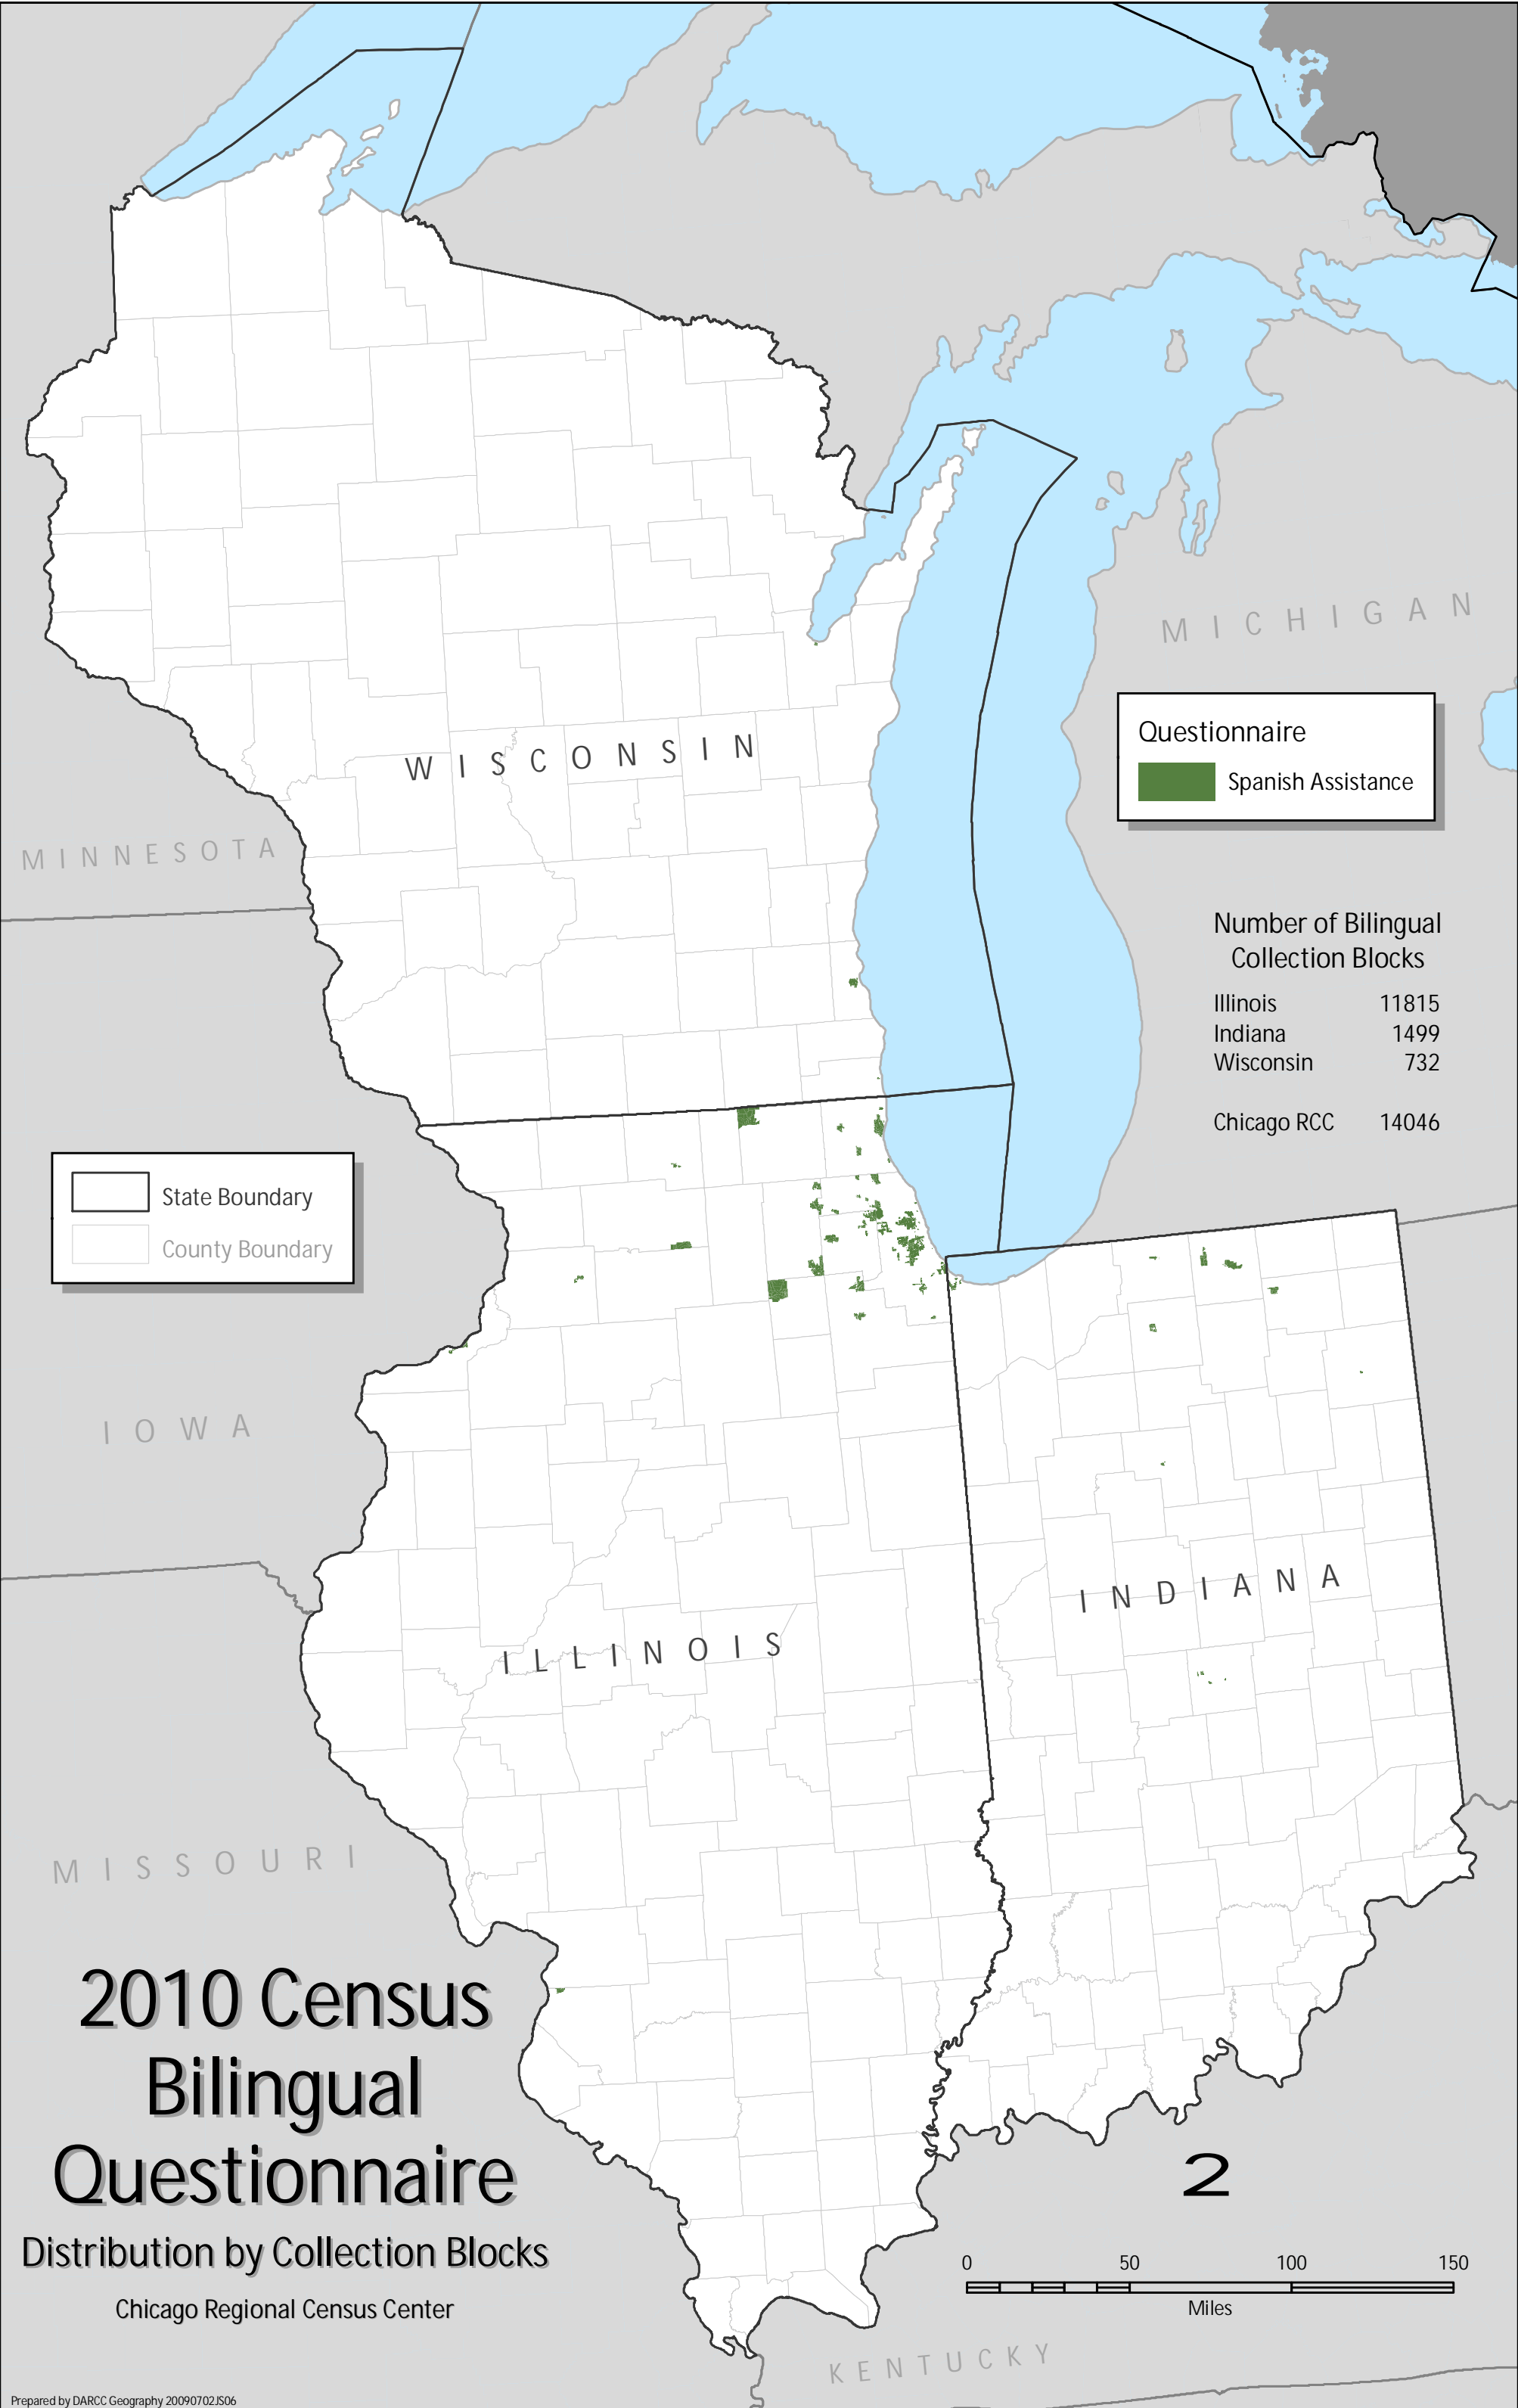 MICHIGAN
Questionnaire
Spanish Assistance
WISCONSIN
MINNESOTA
Number of Bilingual
Collection Blocks
Illinois 11815
Indiana 1499
Wisconsin 732
Chicago RCC 14046
State Boundary
County Boundary
IOWA
INDIANA
ILLINOIS
MISSOURI
2010 Census
Bilingual
Questionnaire
Distribution by Collection Blocks
Chicago Regional Census Center
2
0 50 100 150
Miles
KENTUCKY
Prepared by DARCC Geography 20090702JS06